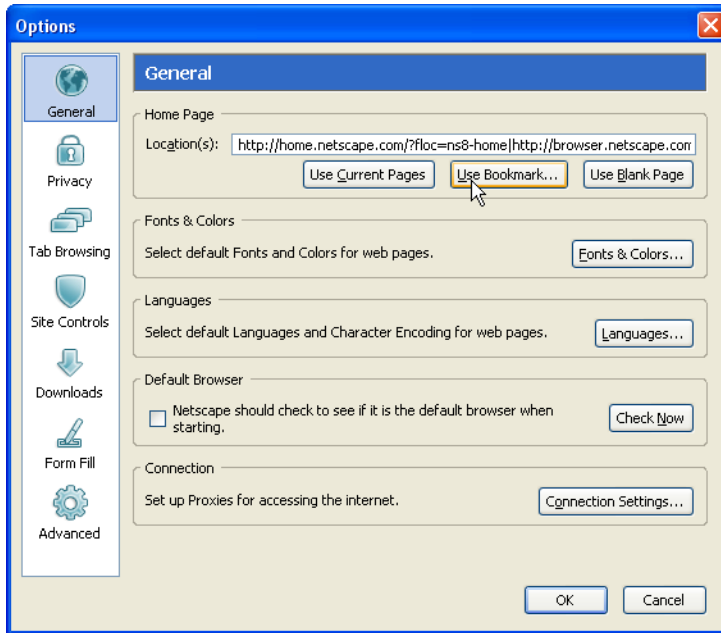 Options
General
Privacy
Tab Browsing
Site Controls
Downloads
Form Fill
Advanced
General
Home Page
Location(s): http://home.netscape.com/?floc=ns8-home|http://browser.netscape.com
Use Current Pages Use Bookmark... Use Blank Page
Fonts & Colors
Select default Fonts and Colors for web pages. Fonts & Colors...
Languages
Select default Languages and Character Encoding for web pages. Languages...
Default Browser
Netscape should check to see if it is the default browser when
starting.
Check Now
Connection
Set up Proxies for accessing the internet. Connection Settings...
OK Cancel